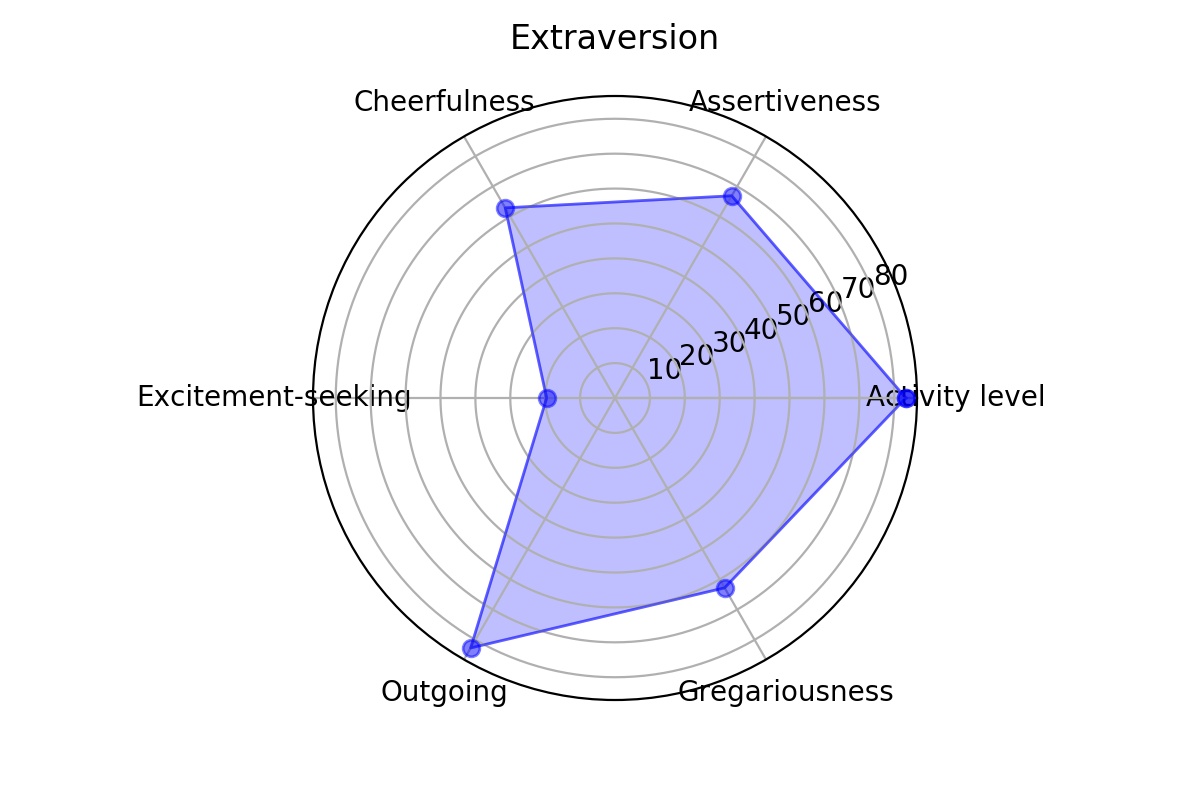 Extraversion
Cheerfulness
Assertiveness
80
70
60
50
40
30
20
10
Excitement-seeking
Activity level
Outgoing
Gregariousness